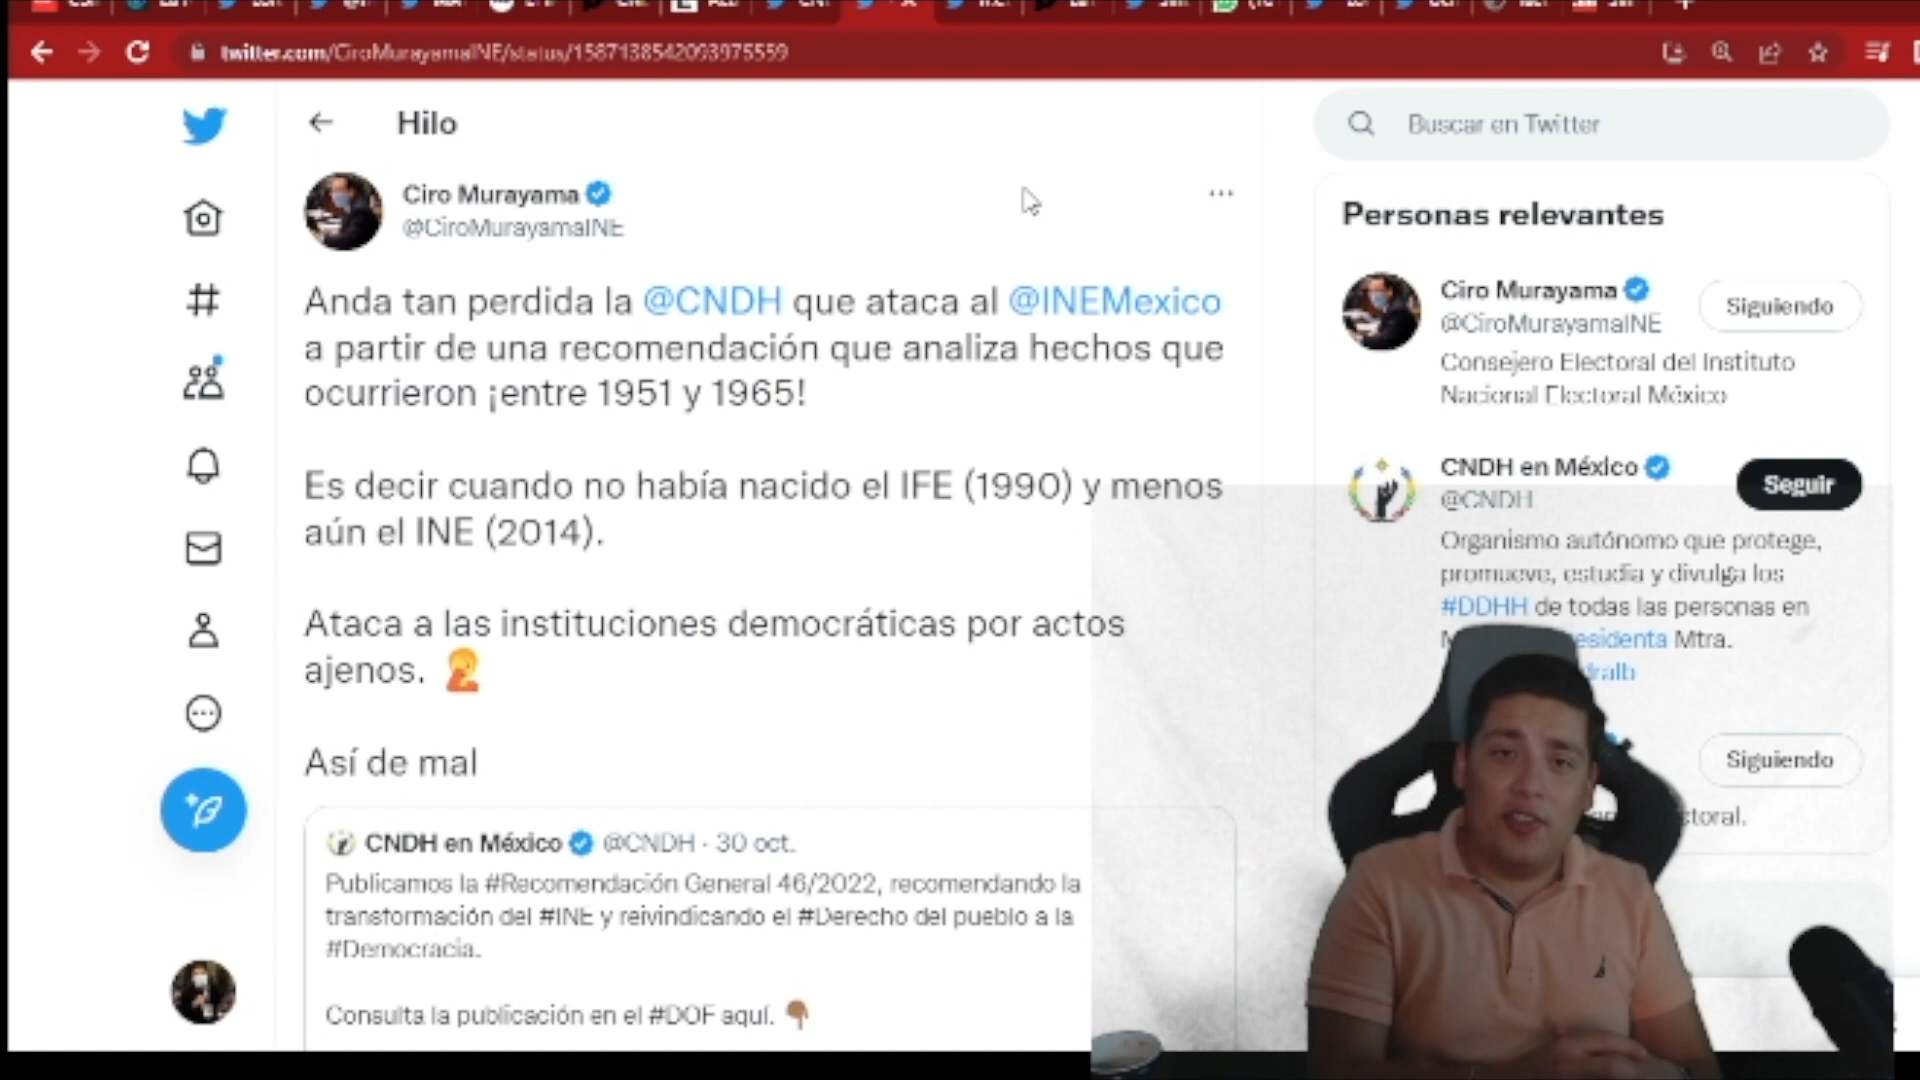 twitter.com/CiroMurayamaINE/status/1587138542093975559
Hilo
Buscar en Twitter
Ciro Murayama
@CiroMurayamaINE
Anda tan perdida la @CNDH que ataca al @INEMexico
a partir de una recomendación que analiza hechos que
ocurrieron ¡entre 1951 y 1965!
Es decir cuando no había nacido el IFE (1990) y menos
aún el INE (2014).
Ataca a las instituciones democráticas por actos
ajenos.
Así de mal
CNDH en México @CNDH · 30 oct.
Publicamos la #Recomendación General 46/2022, recomendando la
transformación del #INE y reivindicando el #Derecho del pueblo a la
#Democracia.
Consulta la publicación en el #DOF aquí.
Personas relevantes
Ciro Murayama
@CiroMurayamaINE
Siguiendo
Consejero Electoral del Instituto
Nacional Electoral México
CNDH en México
@CNDH
Seguir
Organismo autónomo que protege,
promueve, estudia y divulga los
#DDHH de todas las personas en
Mtra.
Siguiendo